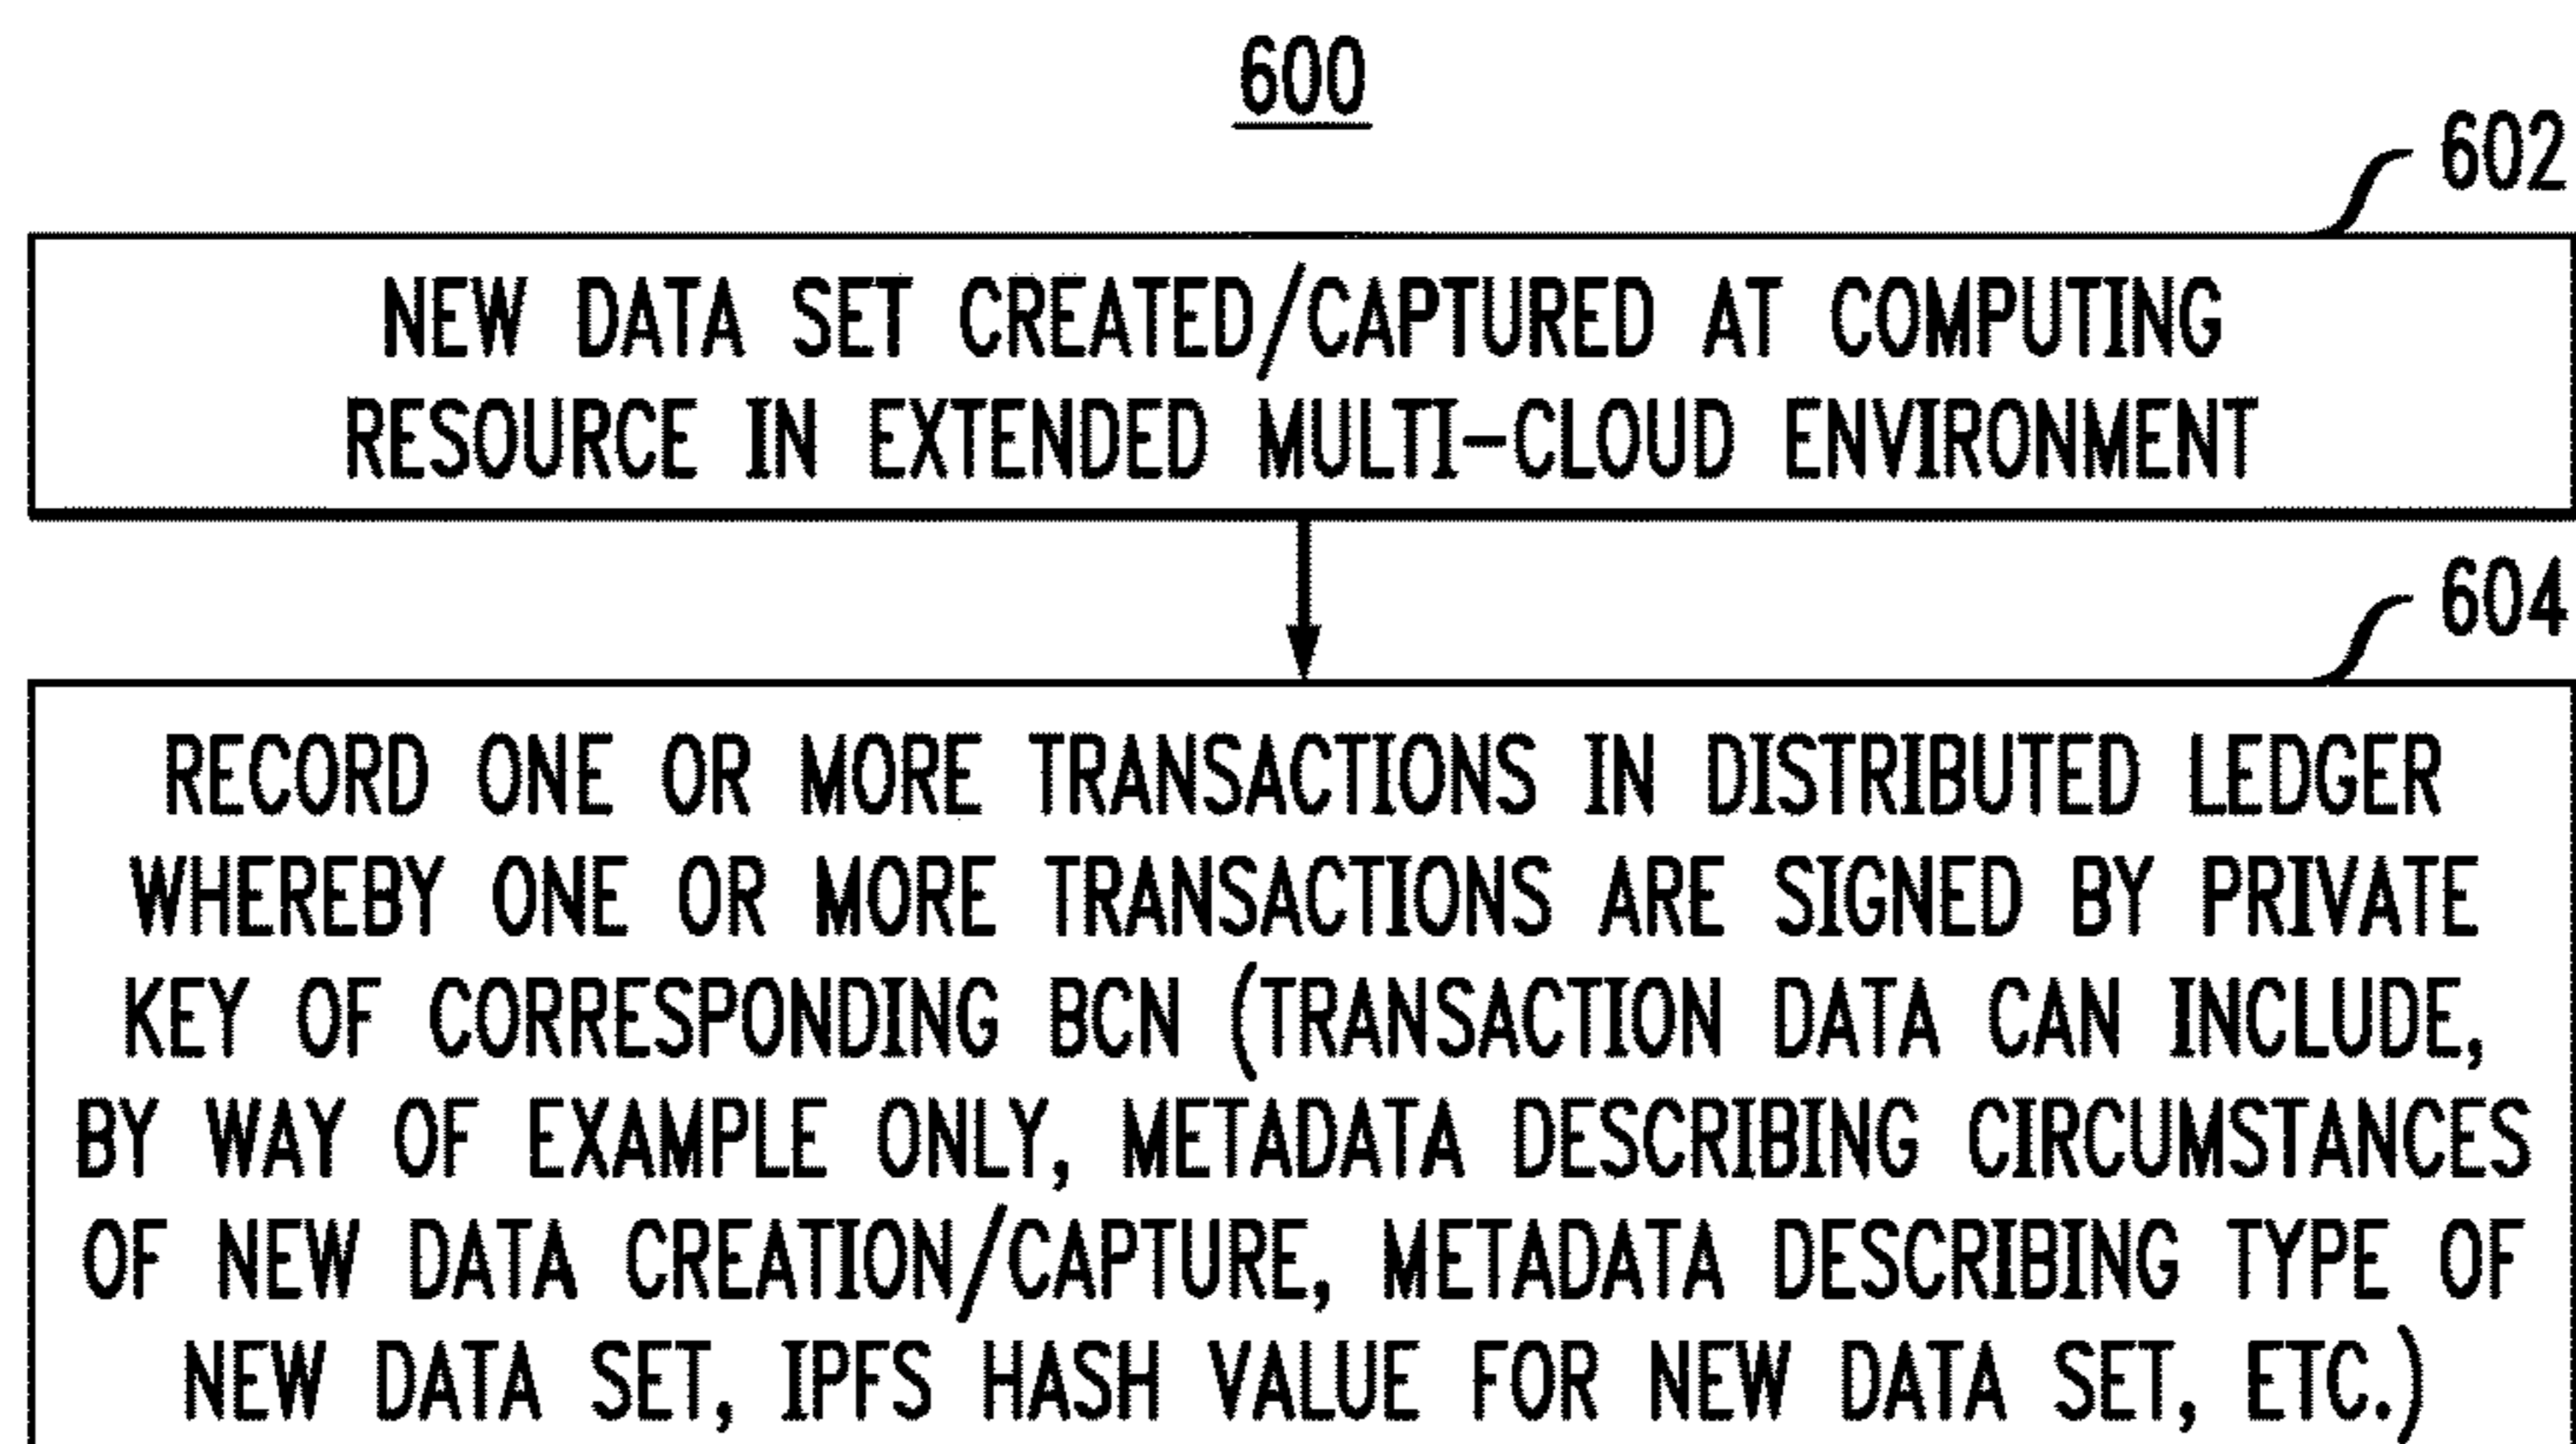 600
602
NEW DATA SET CREATED/CAPTURED AT COMPUTING
RESOURCE IN EXTENDED MULTI-CLOUD ENVIRONMENT
604
RECORD ONE OR MORE TRANSACTIONS IN DISTRIBUTED LEDGER
WHEREBY ONE OR MORE TRANSACTIONS ARE SIGNED BY PRIVATE
KEY OF CORRESPONDING BCN (TRANSACTION DATA CAN INCLUDE,
BY WAY OF EXAMPLE ONLY, METADATA DESCRIBING CIRCUMSTANCES
OF NEW DATA CREATION/CAPTURE, METADATA DESCRIBING TYPE OF
NEW DATA SET, IPFS HASH VALUE FOR NEW DATA SET, ETC.)